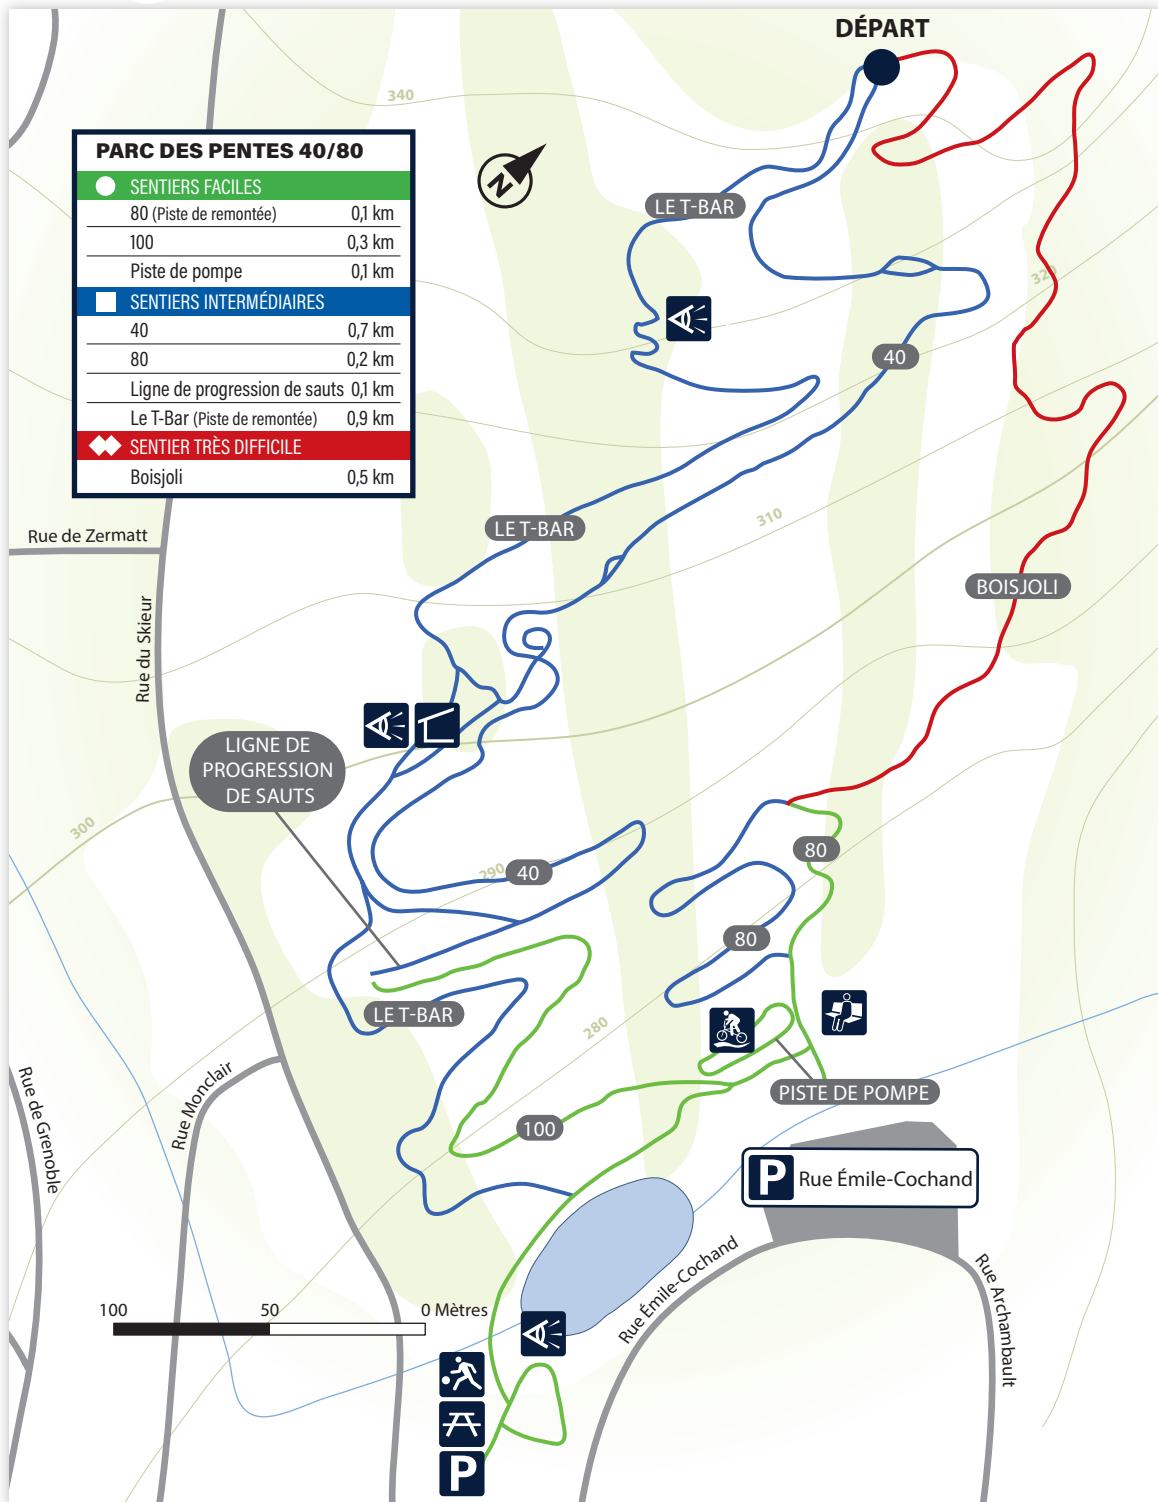 DÉPART
340
PARC DES PENTES 40/80
SENTIERS FACILES
80 (Piste de remontée) 0,1 km
100 0,3 km
Piste de pompe 0,1 km
SENTIERS INTERMÉDIAIRES
40 0,7 km
80 0,2 km
Ligne de progression de sauts 0,1 km
Le T-Bar (Piste de remontée) 0,9 km
SENTIER TRÈS DIFFICILE
Boisjoli 0,5 km
N
LE T-BAR
320
40
LE T-BAR
310
Rue de Zermatt
BOISJOLI
Rue du Skieur
LIGNE DE
PROGRESSION
DE SAUTS
300
80
290
40
80
LE T-BAR
280
Rue de Grenoble
Rue Monclair
PISTE DE POMPE
100
P Rue Émile-Cochand
Rue Émile-Cochand
Rue Archambault
100 50 0 Mètres
P